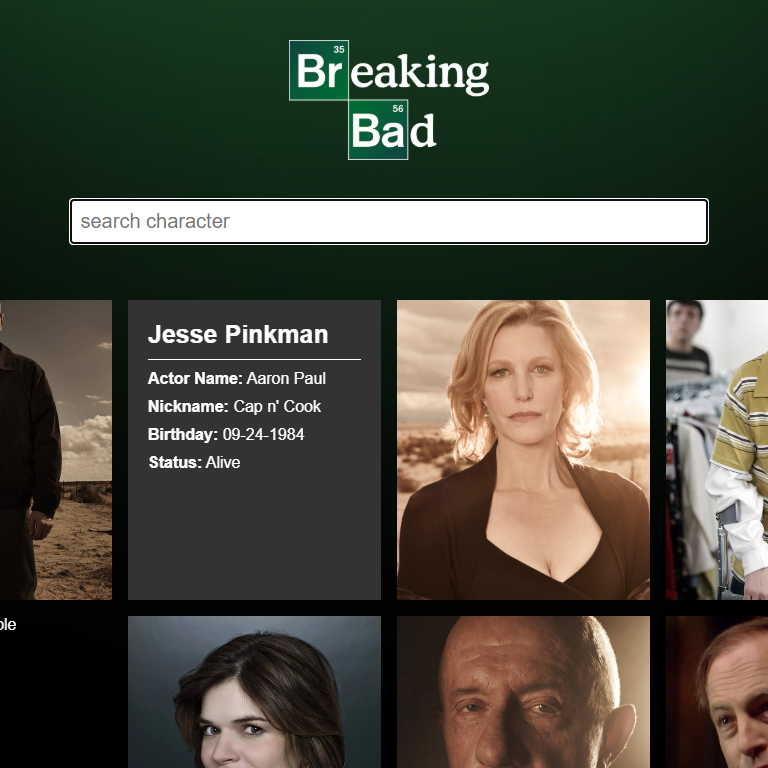 35
Breaking
56
Bad
search character
Jesse Pinkman
Actor Name: Aaron Paul
Nickname: Cap n' Cook
Birthday: 09-24-1984
Status: Alive